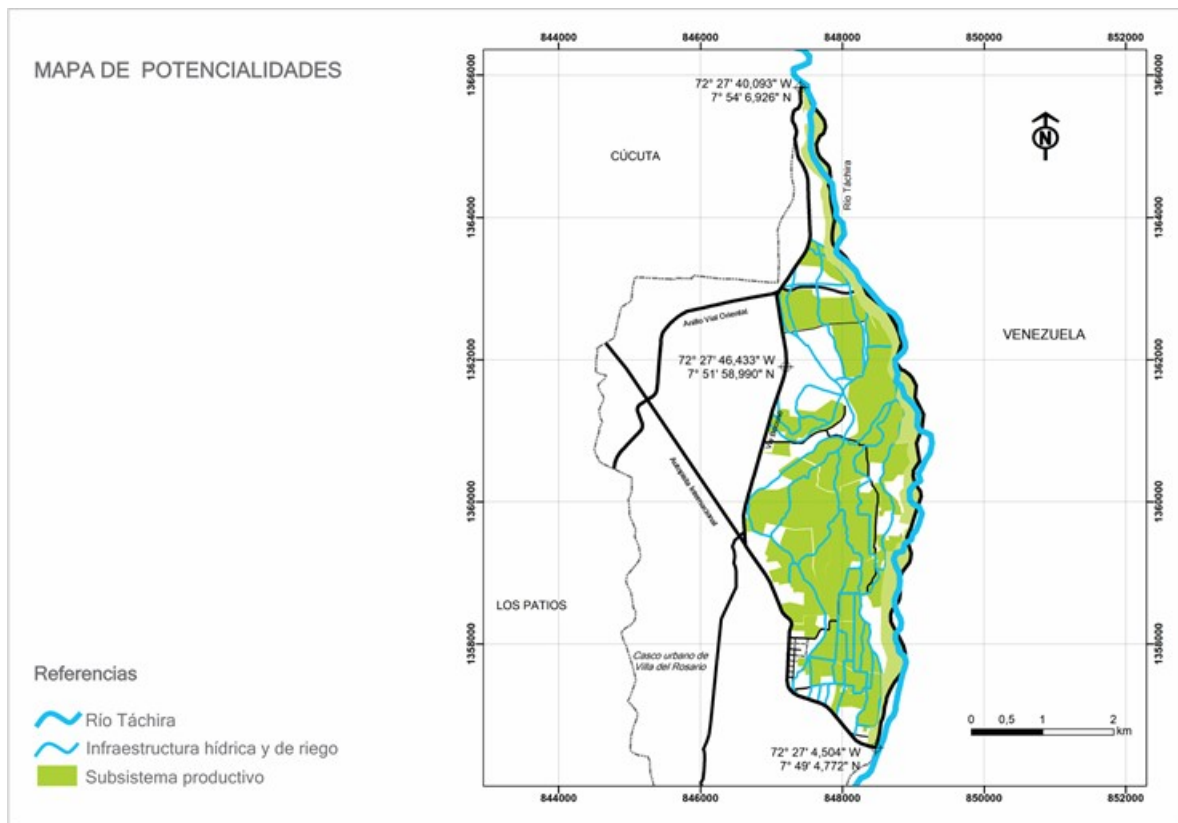 MAPA DE POTENCIALIDADES
844000
846000
848000
850000
852000
1366000
1364000
1362000
1360000
1358000
1366000
1364000
1362000
1360000
1358000
72° 27' 40,093" W
7° 54' 6,926" N
N
CÚCUTA
Río Táchira
Anillo Vial Oriental
VENEZUELA
72° 27' 46,433" W
7° 51' 58,990" N
Autopista Internacional
LOS PATIOS
Casco urbano de
Villa del Rosario
0 0,5 1 2
km
72° 27' 4,504" W
7° 49' 4,772" N
844000
846000
848000
850000
852000
Referencias
Río Táchira
Infraestructura hídrica y de riego
Subsistema productivo